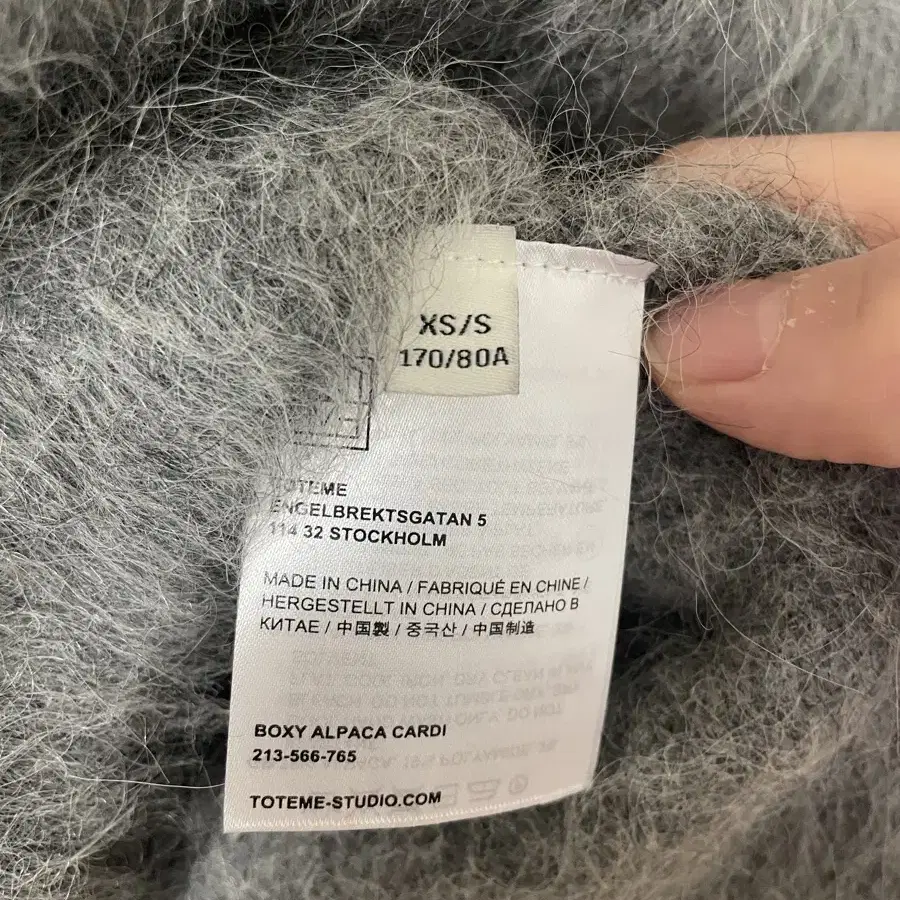 XS/S
170/80A
TOTEME
ENGELBREKTSGATAN 5
114 32 STOCKHOLM
MADE IN CHINA / FABRIQUÉ EN CHINE /
HERGESTELLT IN CHINA / СДЕЛАНО В
КИТАЕ / 中国製 / 중국산 / 中国制造
BOXY ALPACA CARDI
213-566-765
TOTEME-STUDIO.COM